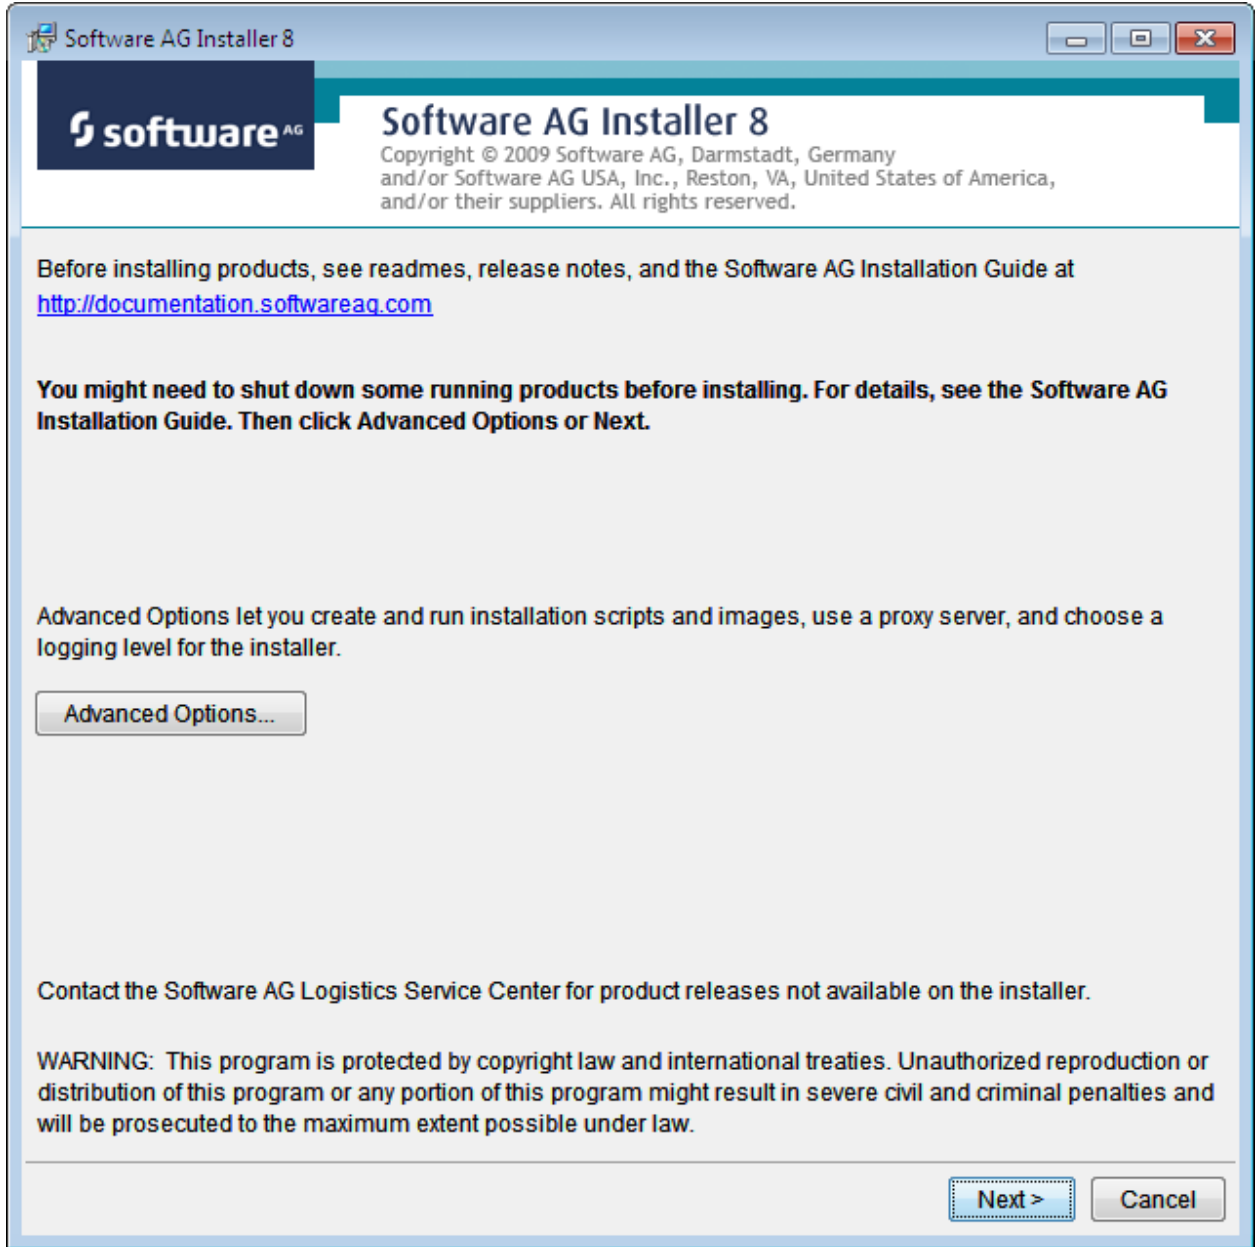 Software AG Installer 8
software AG
Software AG Installer 8
Copyright © 2009 Software AG, Darmstadt, Germany
and/or Software AG USA, Inc., Reston, VA, United States of America,
and/or their suppliers. All rights reserved.
Before installing products, see readmes, release notes, and the Software AG Installation Guide at
http://documentation.softwareag.com
You might need to shut down some running products before installing. For details, see the Software AG
Installation Guide. Then click Advanced Options or Next.
Advanced Options let you create and run installation scripts and images, use a proxy server, and choose a
logging level for the installer.
Advanced Options...
Contact the Software AG Logistics Service Center for product releases not available on the installer.
WARNING:  This program is protected by copyright law and international treaties. Unauthorized reproduction or
distribution of this program or any portion of this program might result in severe civil and criminal penalties and
will be prosecuted to the maximum extent possible under law.
Next >
Cancel